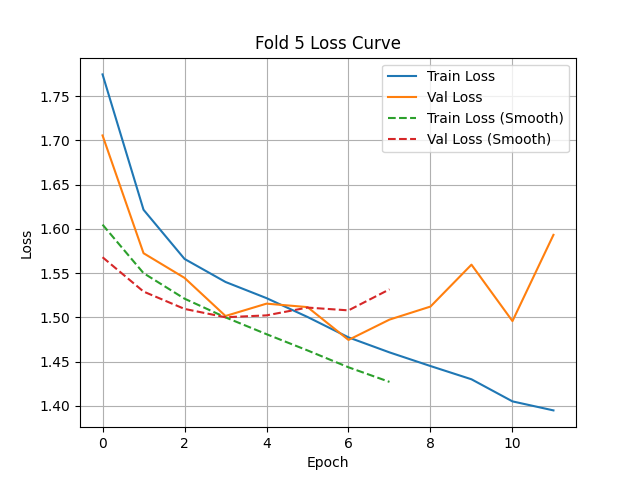 Fold 5 Loss Curve
Train Loss
Val Loss
Train Loss (Smooth)
Val Loss (Smooth)
Loss
1.75
1.70
1.65
1.60
1.55
1.50
1.45
1.40
0 2 4 6 8 10
Epoch